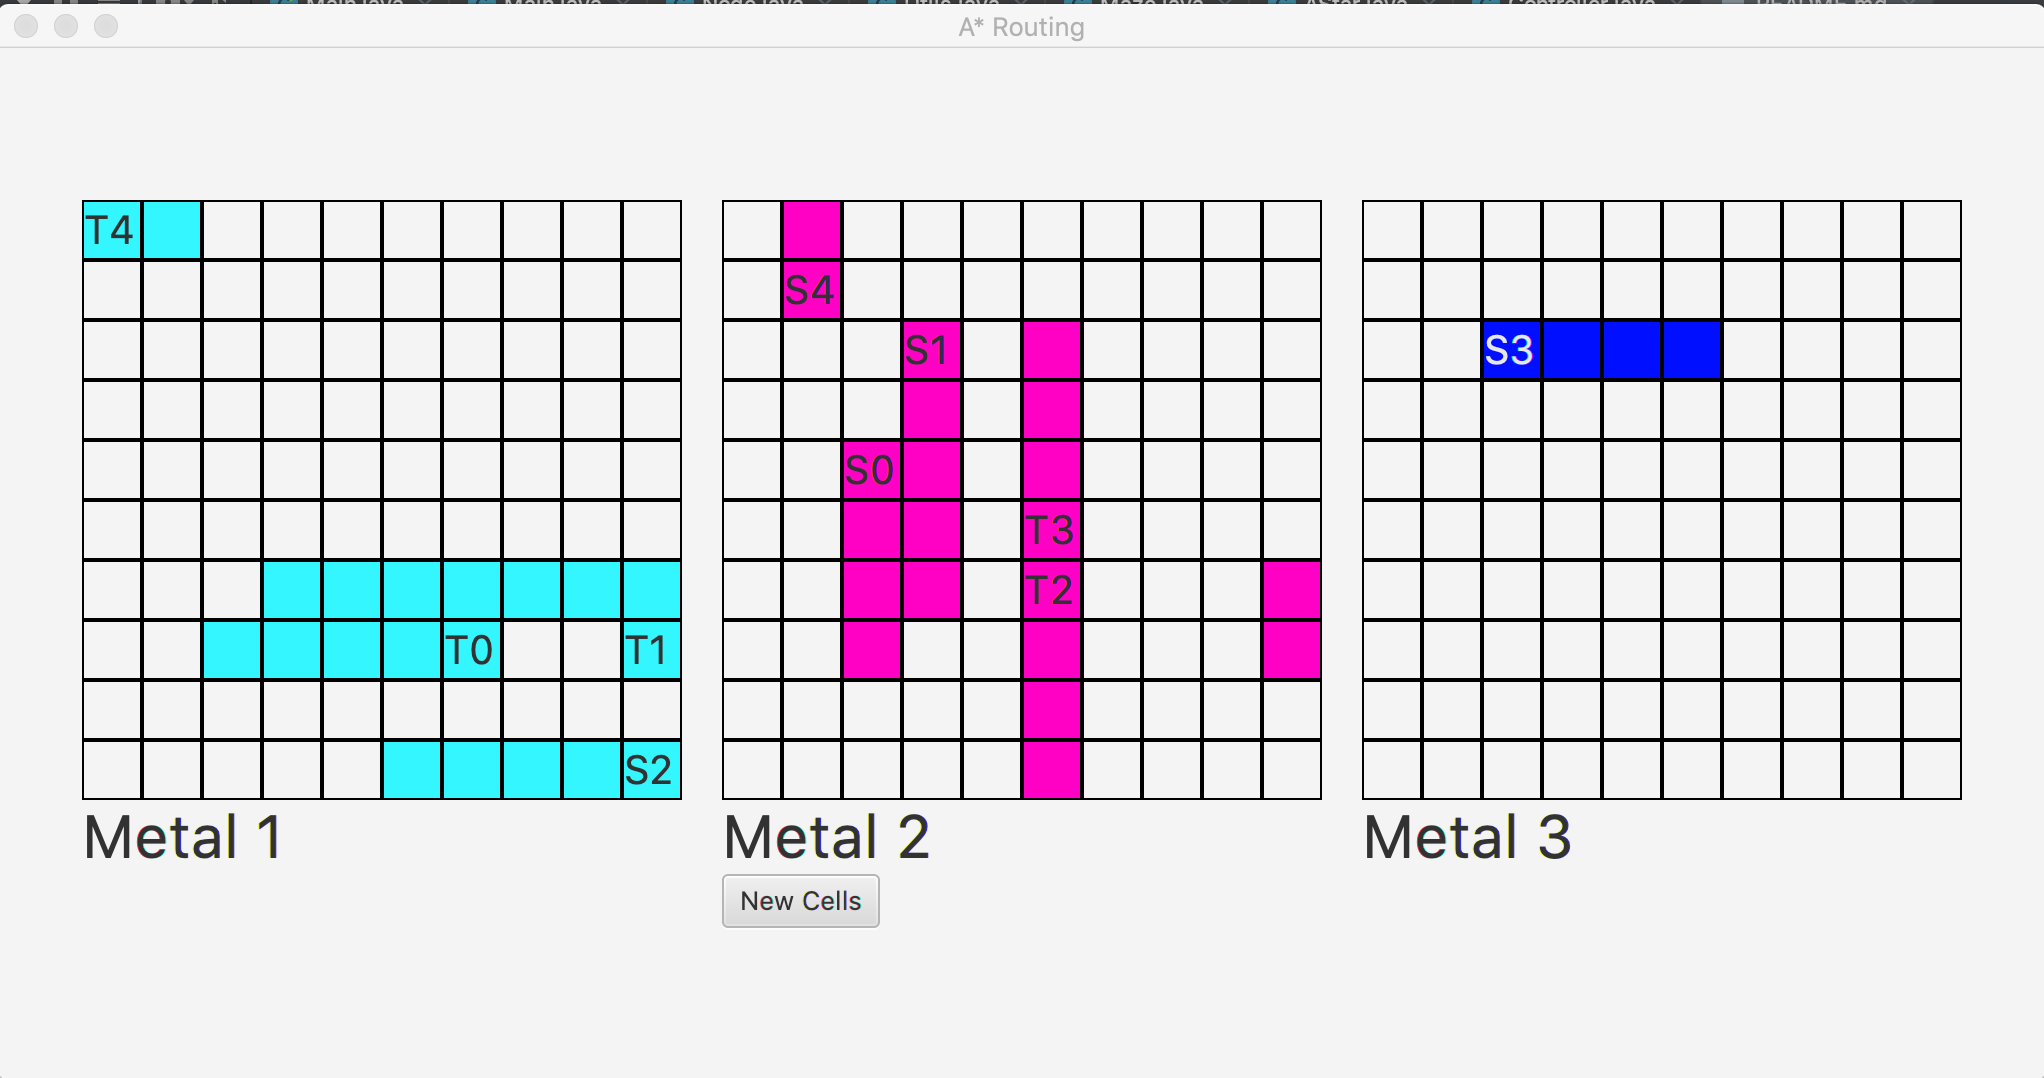 A* Routing
T4
S4
S1
S3
S0
T3
T2
T0
T1
S2
Metal 1
Metal 2
Metal 3
New Cells